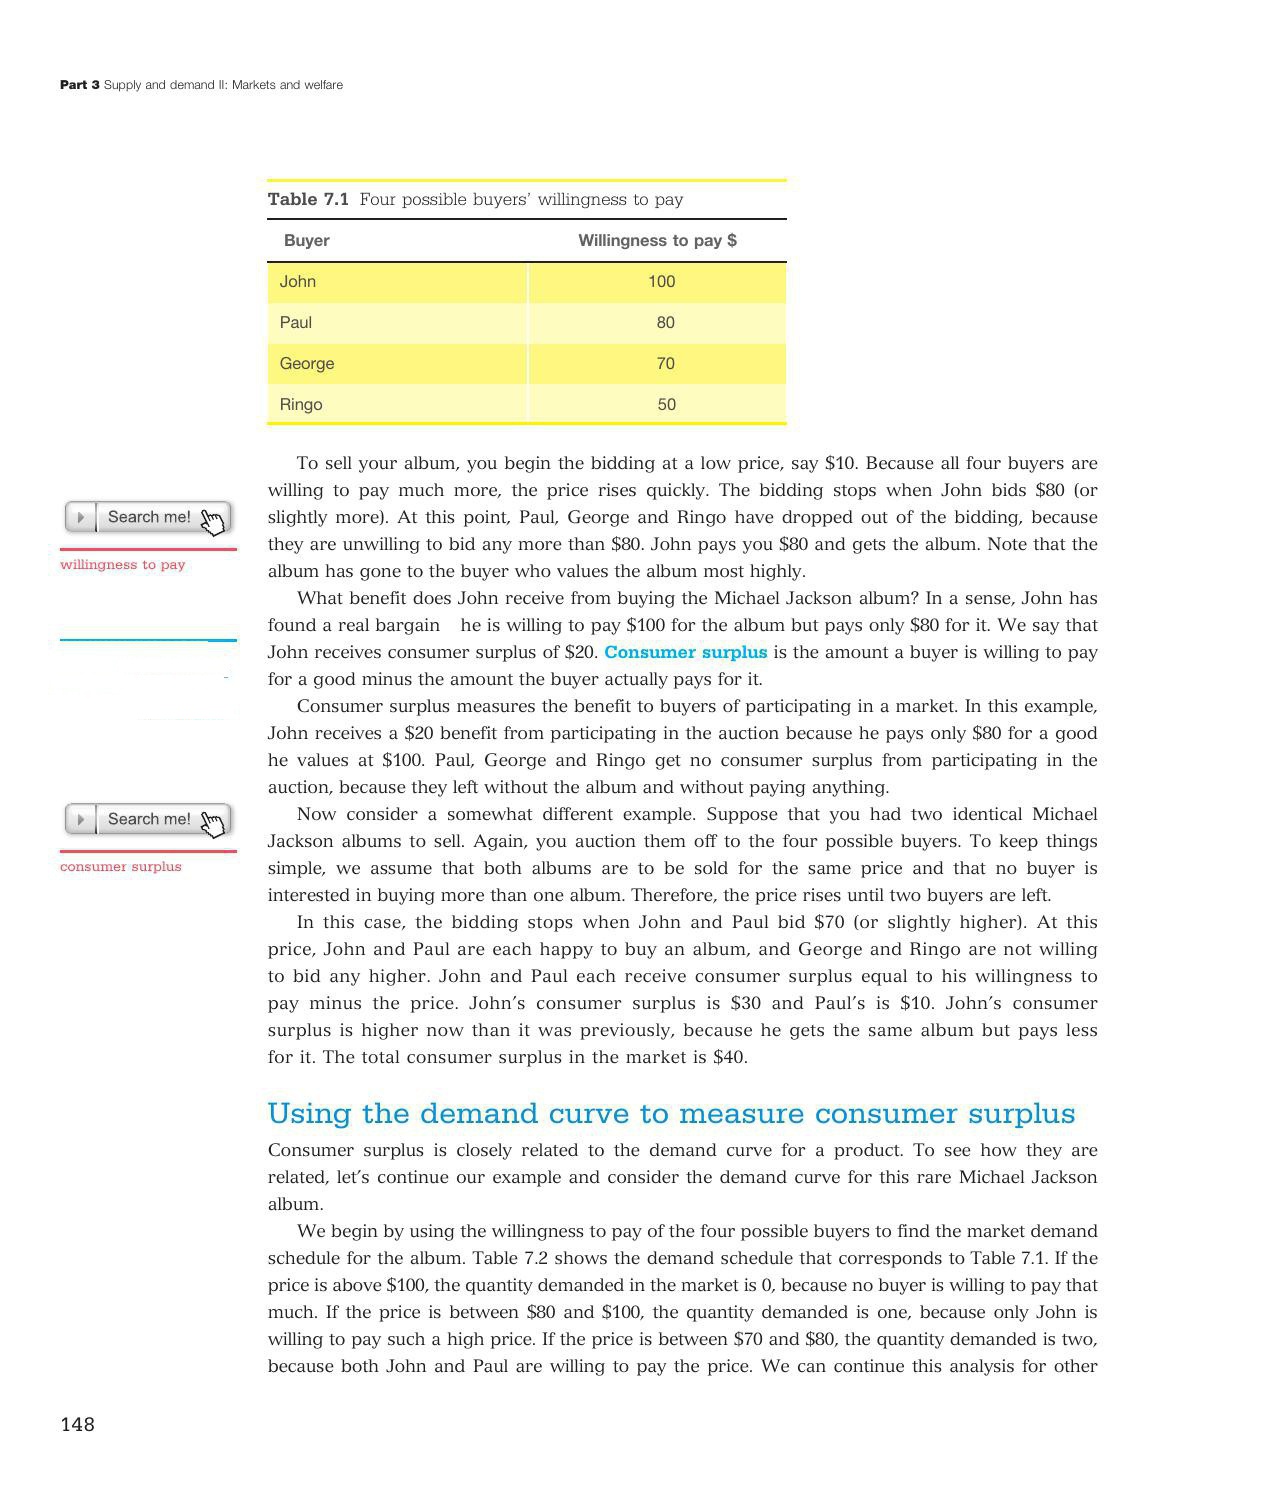 Part 3 Supply and demand II: Markets and welfare
Table 7.1 Four possible buyers' willingness to pay
Buyer Willingness to pay $
John 100
Paul 80
George 70
Ringo 50
To sell your album, you begin the bidding at a low price, say $10. Because all four buyers are
willing to pay much more, the price rises quickly. The bidding stops when John bids $80 (or
slightly more). At this point, Paul, George and Ringo have dropped out of the bidding, because
they are unwilling to bid any more than $80. John pays you $80 and gets the album. Note that the
album has gone to the buyer who values the album most highly.
What benefit does John receive from buying the Michael Jackson album? In a sense, John has
found a real bargain he is willing to pay $100 for the album but pays only $80 for it. We say that
John receives consumer surplus of $20. Consumer surplus is the amount a buyer is willing to pay
for a good minus the amount the buyer actually pays for it.
Consumer surplus measures the benefit to buyers of participating in a market. In this example,
John receives a $20 benefit from participating in the auction because he pays only $80 for a good
he values at $100. Paul, George and Ringo get no consumer surplus from participating in the
auction, because they left without the album and without paying anything.
Now consider a somewhat different example. Suppose that you had two identical Michael
Jackson albums to sell. Again, you auction them off to the four possible buyers. To keep things
simple, we assume that both albums are to be sold for the same price and that no buyer is
interested in buying more than one album. Therefore, the price rises until two buyers are left.
In this case, the bidding stops when John and Paul bid $70 (or slightly higher). At this
price, John and Paul are each happy to buy an album, and George and Ringo are not willing
to bid any higher. John and Paul each receive consumer surplus equal to his willingness to
pay minus the price. John's consumer surplus is $30 and Paul's is $10. John's consumer
surplus is higher now than it was previously, because he gets the same album but pays less
for it. The total consumer surplus in the market is $40.
Search me!
willingness to pay
Search me!
consumer surplus
Using the demand curve to measure consumer surplus
Consumer surplus is closely related to the demand curve for a product. To see how they are
related, let's continue our example and consider the demand curve for this rare Michael Jackson
album.
We begin by using the willingness to pay of the four possible buyers to find the market demand
schedule for the album. Table 7.2 shows the demand schedule that corresponds to Table 7.1. If the
price is above $100, the quantity demanded in the market is 0, because no buyer is willing to pay that
much. If the price is between $80 and $100, the quantity demanded is one, because only John is
willing to pay such a high price. If the price is between $70 and $80, the quantity demanded is two,
because both John and Paul are willing to pay the price. We can continue this analysis for other
148